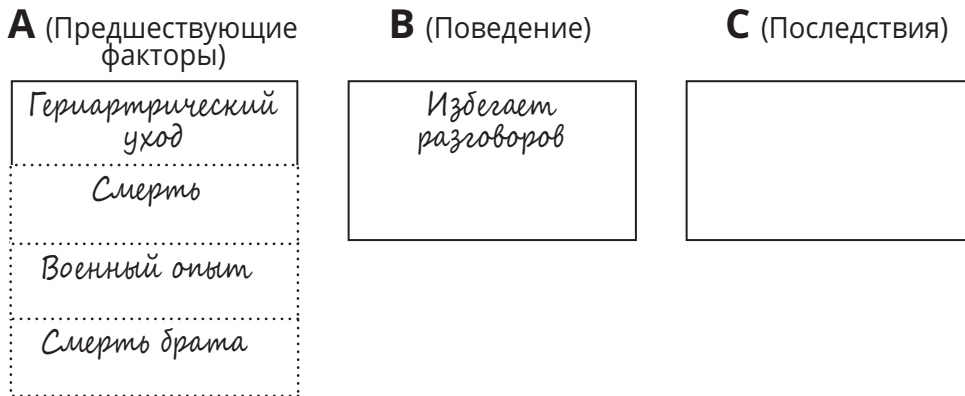 A (Предшествующие
факторы)
B (Поведение)
C (Последствия)
Гериартрический
уход
Избегает
разговоров
Смерть
Военный опыт
Смерть брата